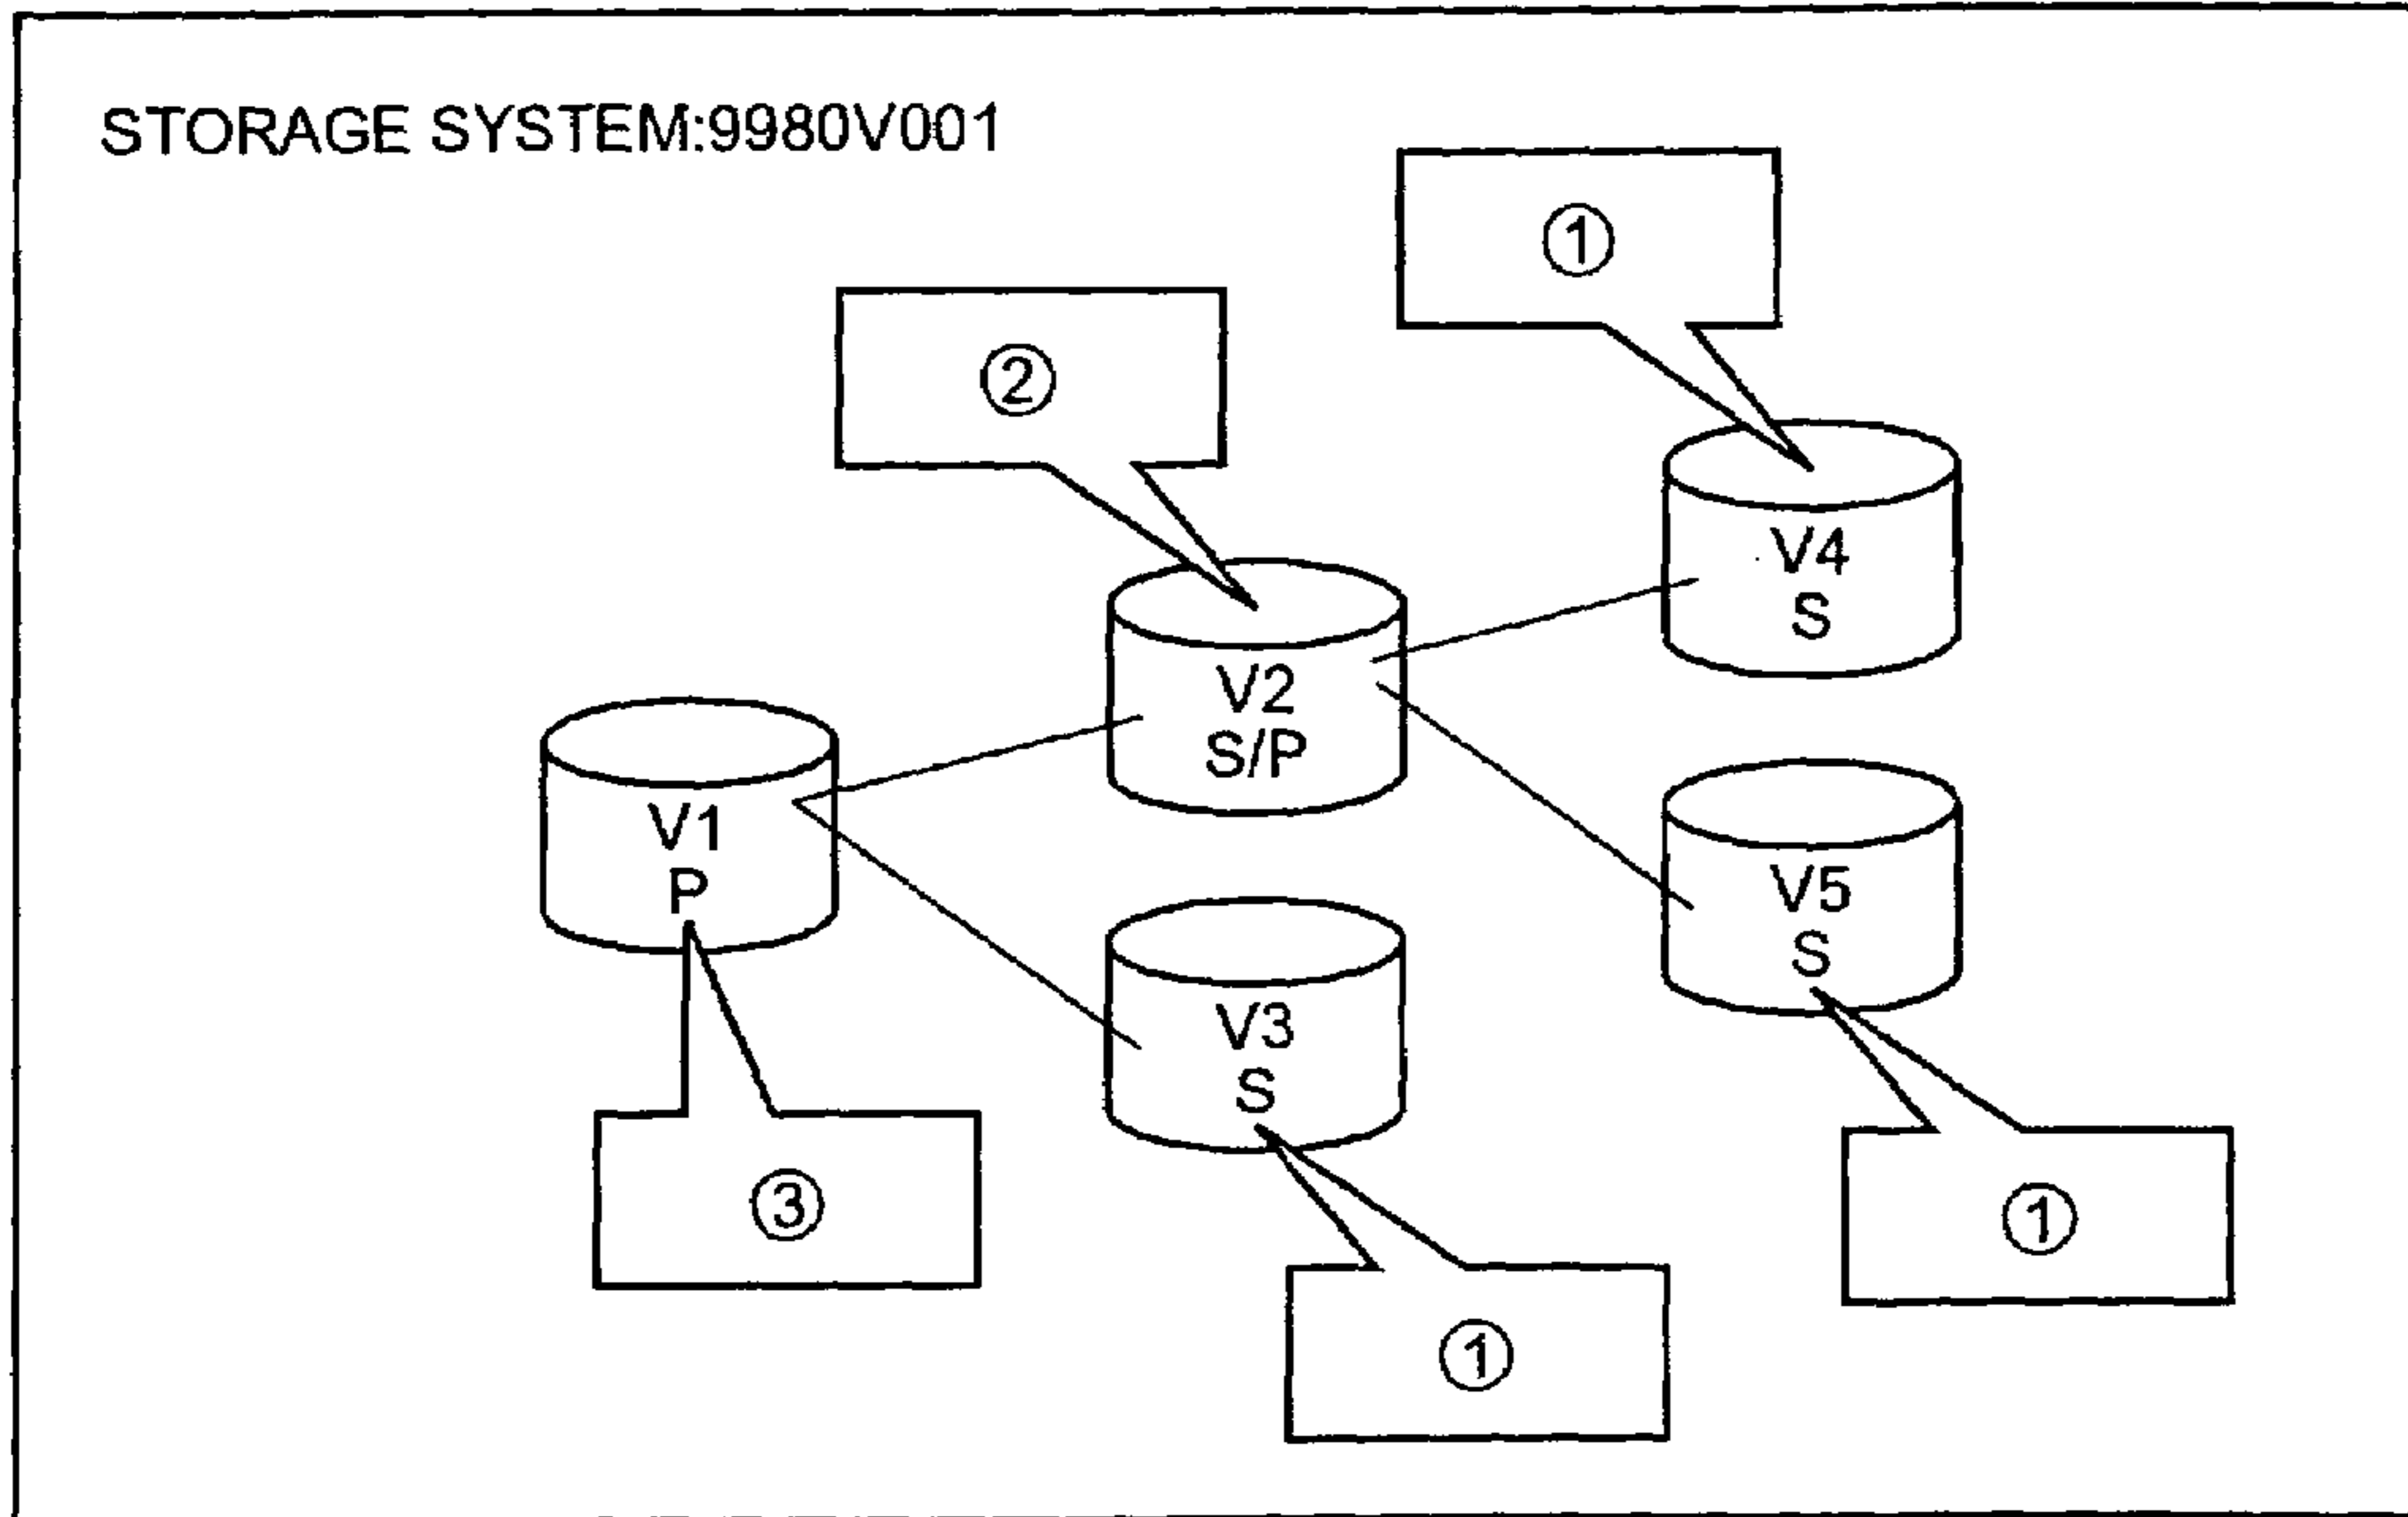 STORAGE SYSTEM:9980V001
①
②
V4
S
V2
S/P
V1
P
V5
S
V3
S
③
①
①